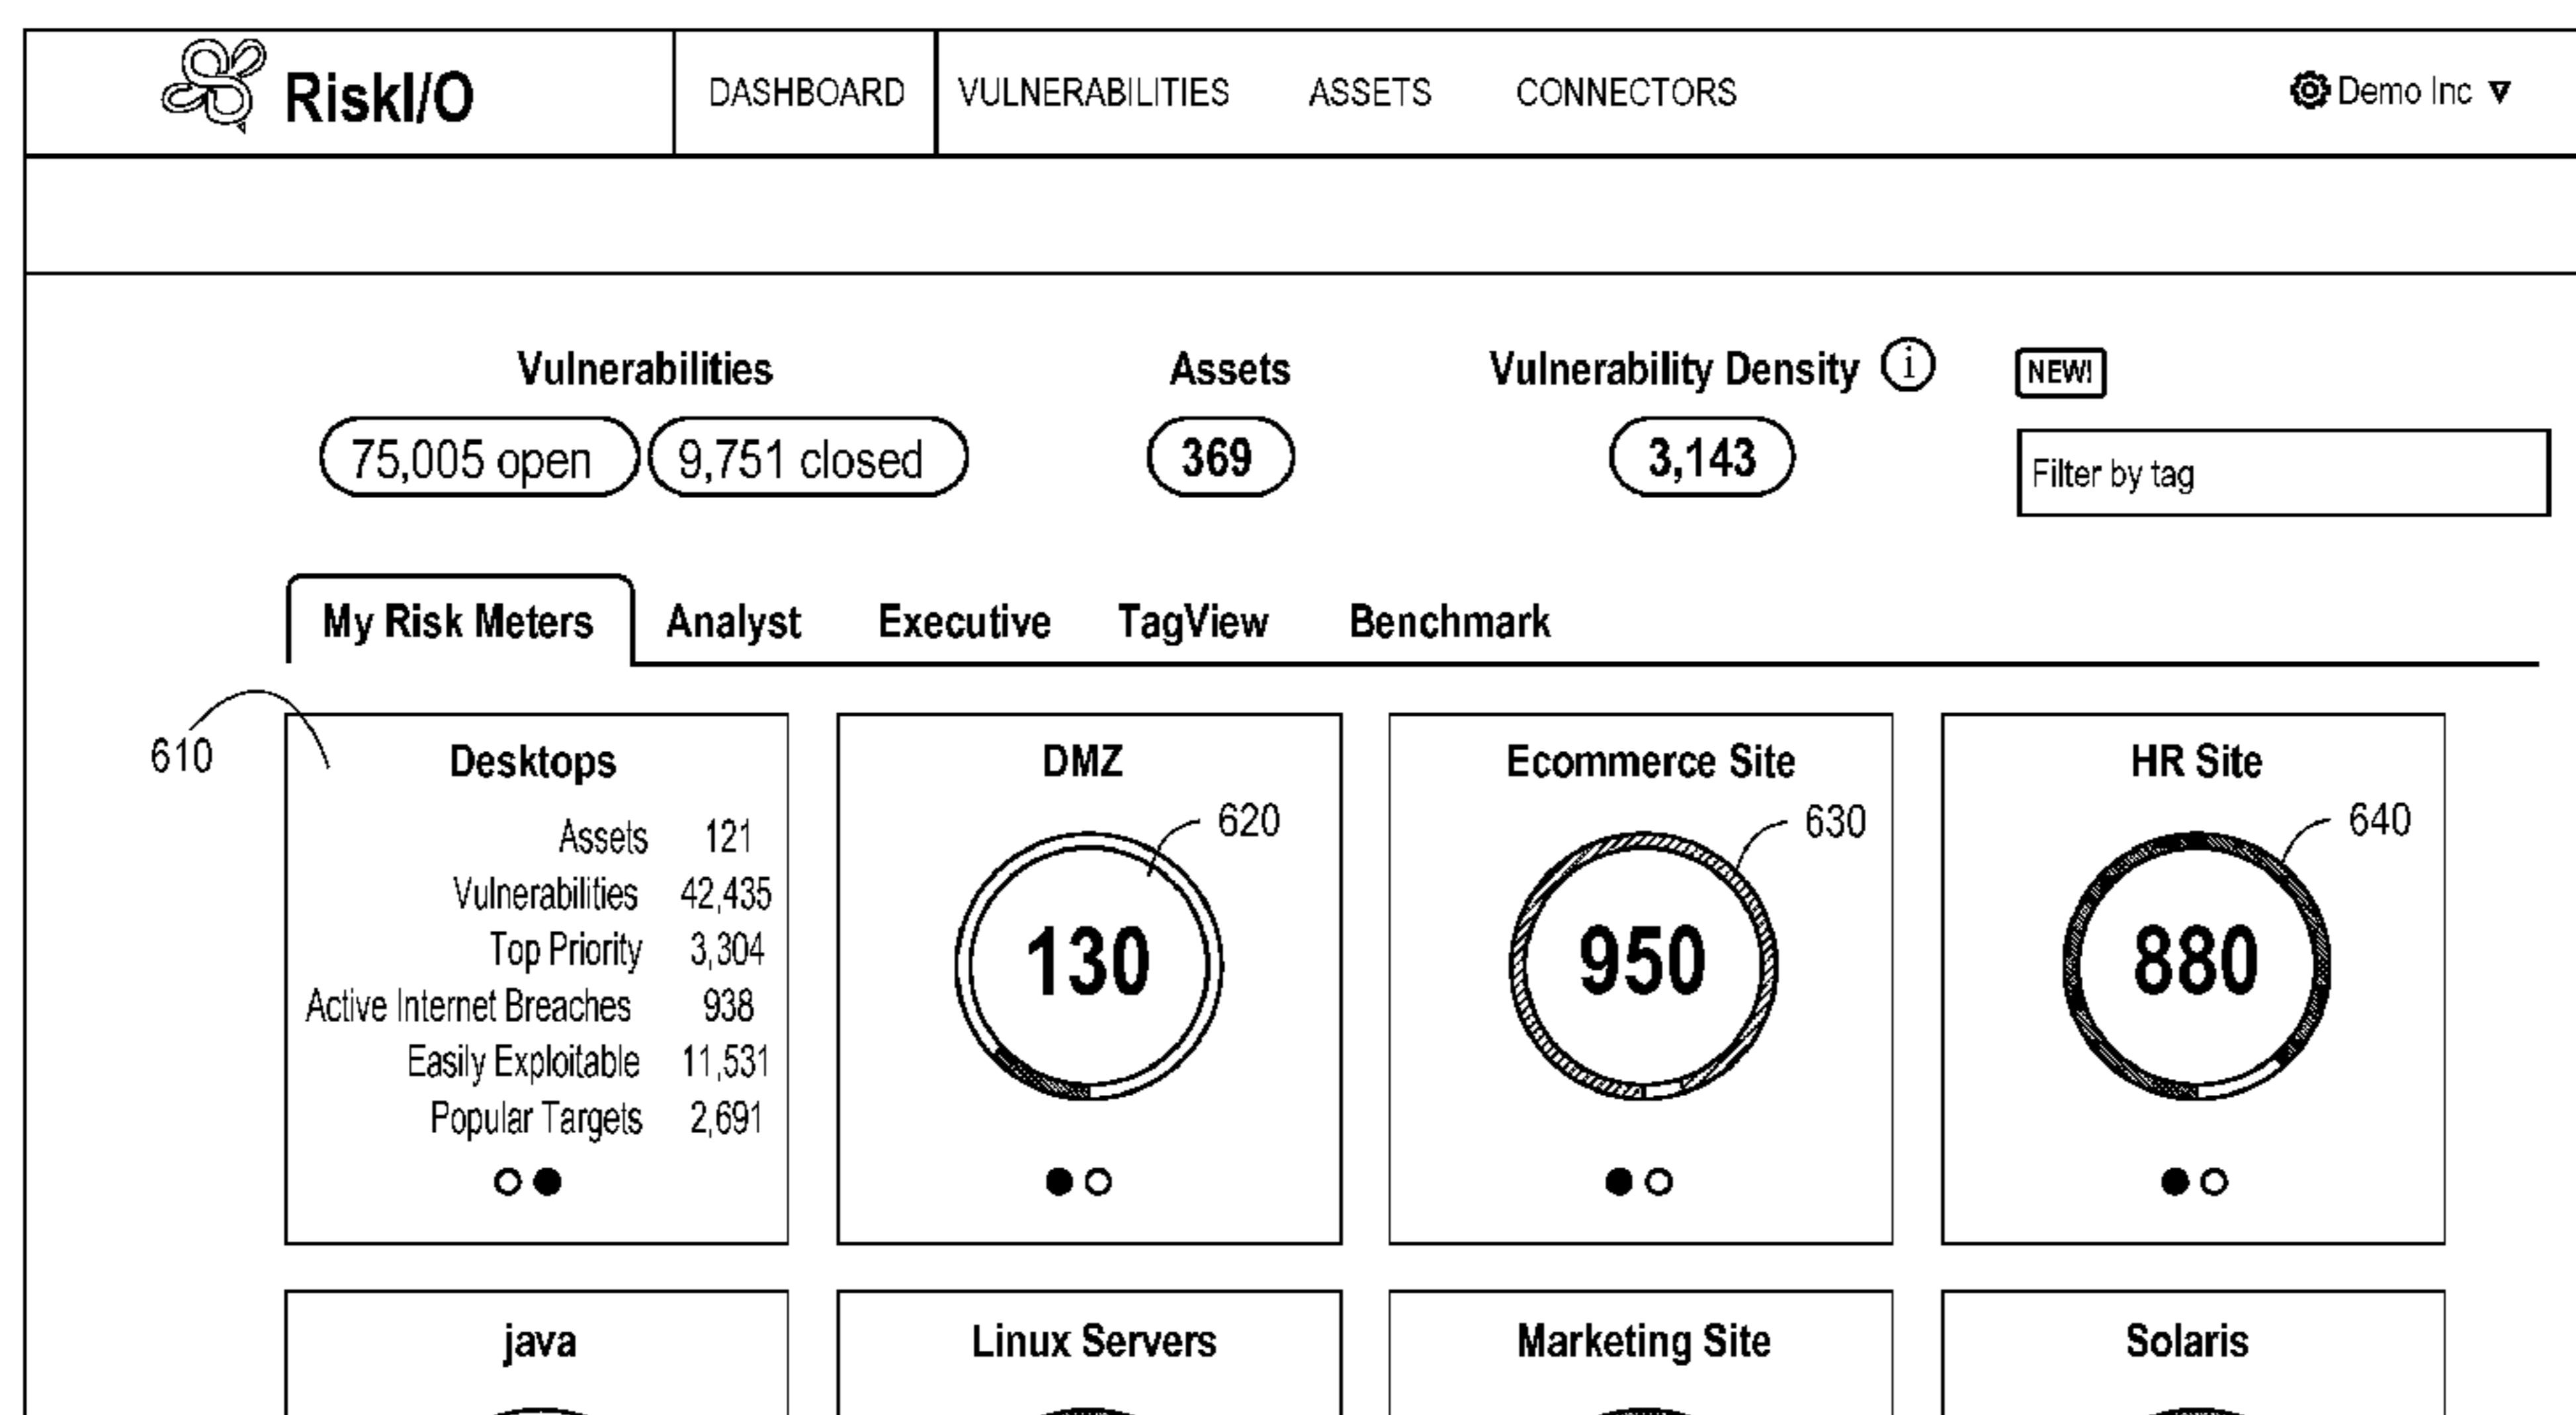 RiskI/O DASHBOARD VULNERABILITIES ASSETS CONNECTORS Demo Inc
Vulnerabilities Assets Vulnerability Density i NEW!
75,005 open 9,751 closed 369 3,143 Filter by tag
My Risk Meters Analyst Executive TagView Benchmark
610
Desktops
Assets 121
Vulnerabilities 42,435
Top Priority 3,304
Active Internet Breaches 938
Easily Exploitable 11,531
Popular Targets 2,691
DMZ
620
130
Ecommerce Site
630
950
HR Site
640
880
java Linux Servers Marketing Site Solaris